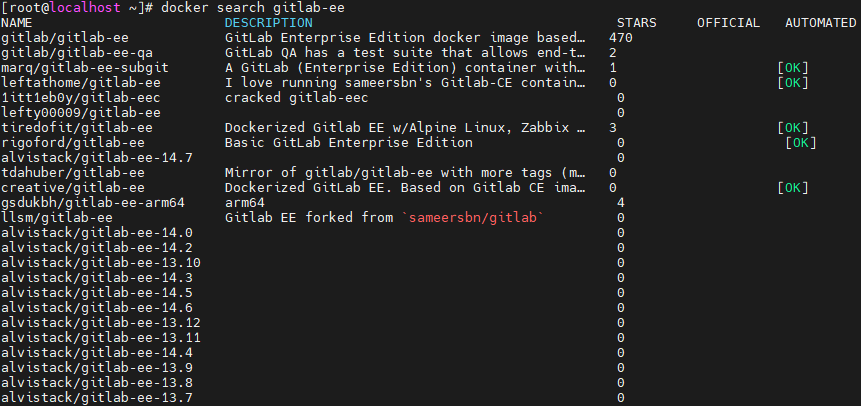 [root@localhost ~]# docker search gitlab-ee
NAME DESCRIPTION STARS OFFICIAL AUTOMATED
gitlab/gitlab-ee GitLab Enterprise Edition docker image based… 470
gitlab/gitlab-ee-qa GitLab QA has a test suite that allows end-t… 2
marq/gitlab-ee-subgit A GitLab (Enterprise Edition) container with… 1 [OK]
leftathome/gitlab-ee I love running sameersbn's Gitlab-CE contain… 0 [OK]
1itt1eb0y/gitlab-eec cracked gitlab-eec 0
lefty00009/gitlab-ee 0
tiredofit/gitlab-ee Dockerized Gitlab EE w/Alpine Linux, Zabbix … 3 [OK]
rigoford/gitlab-ee Basic GitLab Enterprise Edition 0 [OK]
alvistack/gitlab-ee-14.7 0
tdahuber/gitlab-ee Mirror of gitlab/gitlab-ee with more tags (m… 0
creative/gitlab-ee Dockerized GitLab EE. Based on Gitlab CE ima… 0 [OK]
gsdukbh/gitlab-ee-arm64 arm64 4
llsm/gitlab-ee Gitlab EE forked from `sameersbn/gitlab` 0
alvistack/gitlab-ee-14.0 0
alvistack/gitlab-ee-14.2 0
alvistack/gitlab-ee-13.10 0
alvistack/gitlab-ee-14.3 0
alvistack/gitlab-ee-14.5 0
alvistack/gitlab-ee-14.6 0
alvistack/gitlab-ee-13.12 0
alvistack/gitlab-ee-13.11 0
alvistack/gitlab-ee-14.4 0
alvistack/gitlab-ee-13.9 0
alvistack/gitlab-ee-13.8 0
alvistack/gitlab-ee-13.7 0